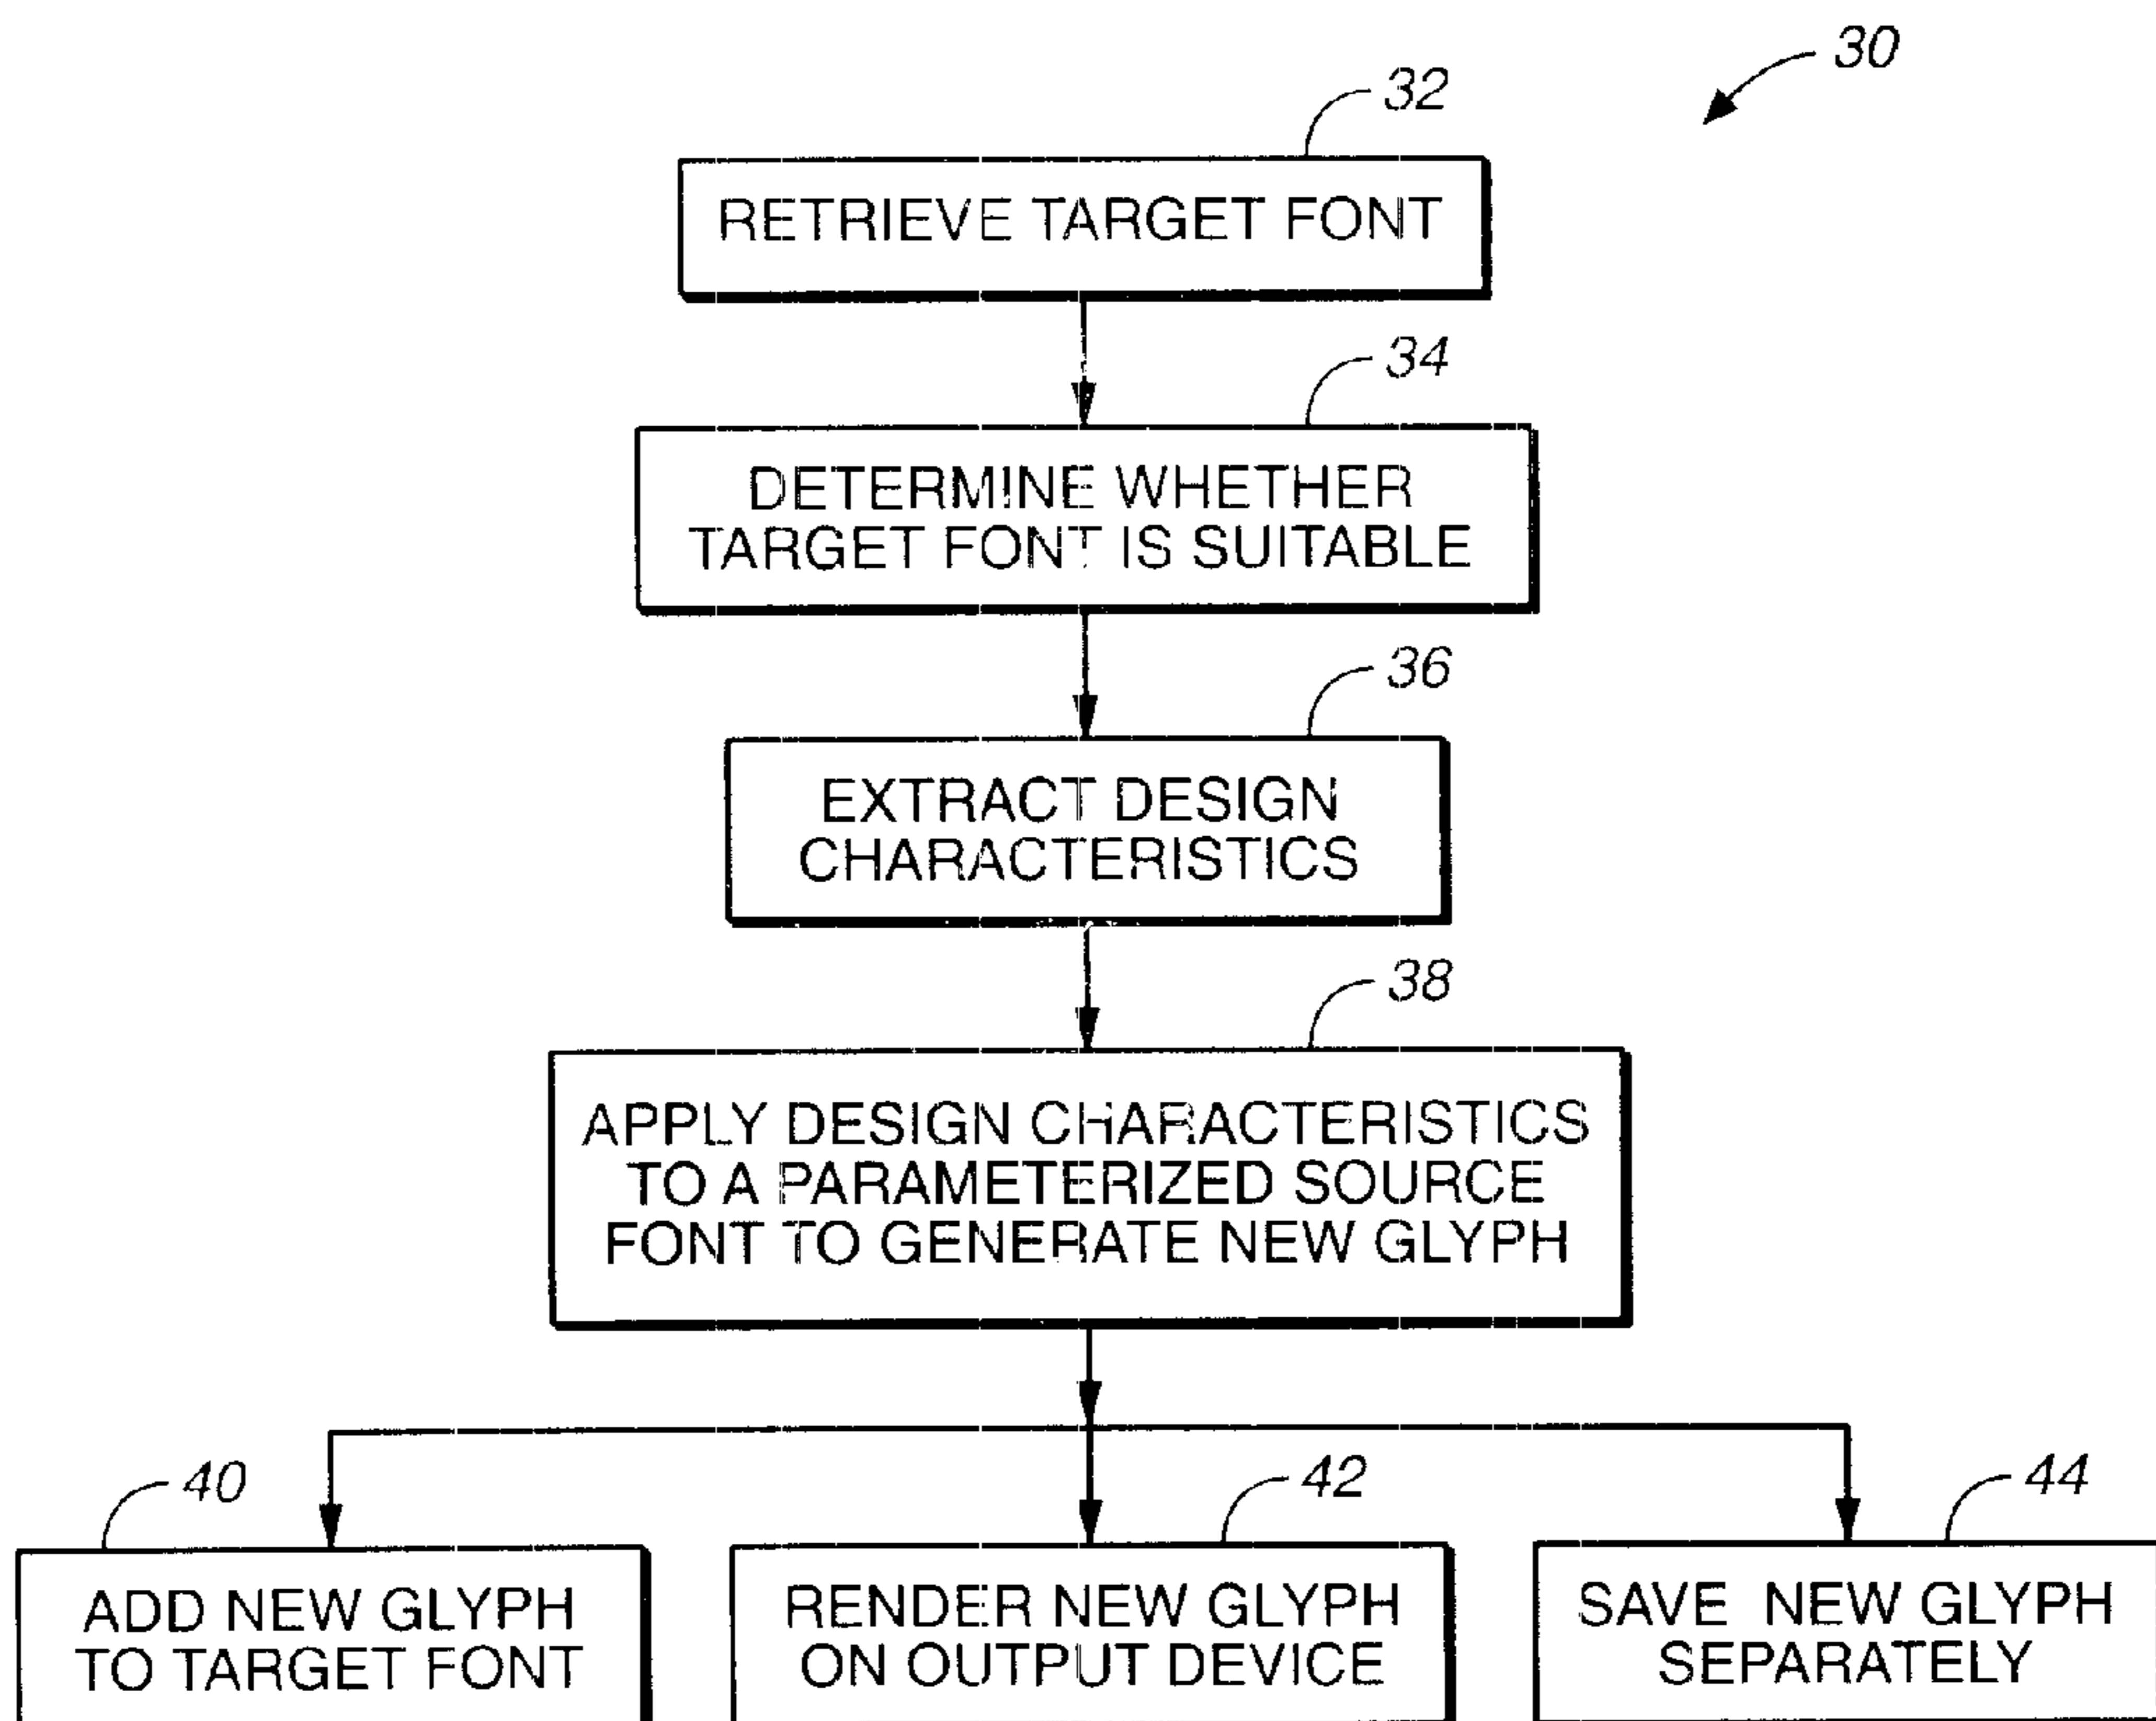 30
32
RETRIEVE TARGET FONT
34
DETERMINE WHETHER
TARGET FONT IS SUITABLE
36
EXTRACT DESIGN
CHARACTERISTICS
38
APPLY DESIGN CHARACTERISTICS
TO A PARAMETERIZED SOURCE
FONT TO GENERATE NEW GLYPH
40
ADD NEW GLYPH
TO TARGET FONT
42
RENDER NEW GLYPH
ON OUTPUT DEVICE
44
SAVE NEW GLYPH
SEPARATELY